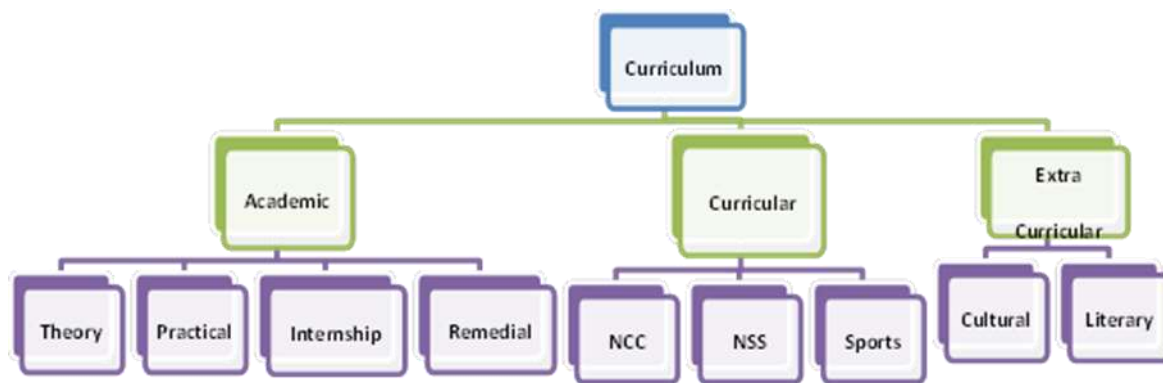 Curriculum
Academic
Curricular
Extra
Curricular
Theory
Practical
Internship
Remedial
NCC
NSS
Sports
Cultural
Literary